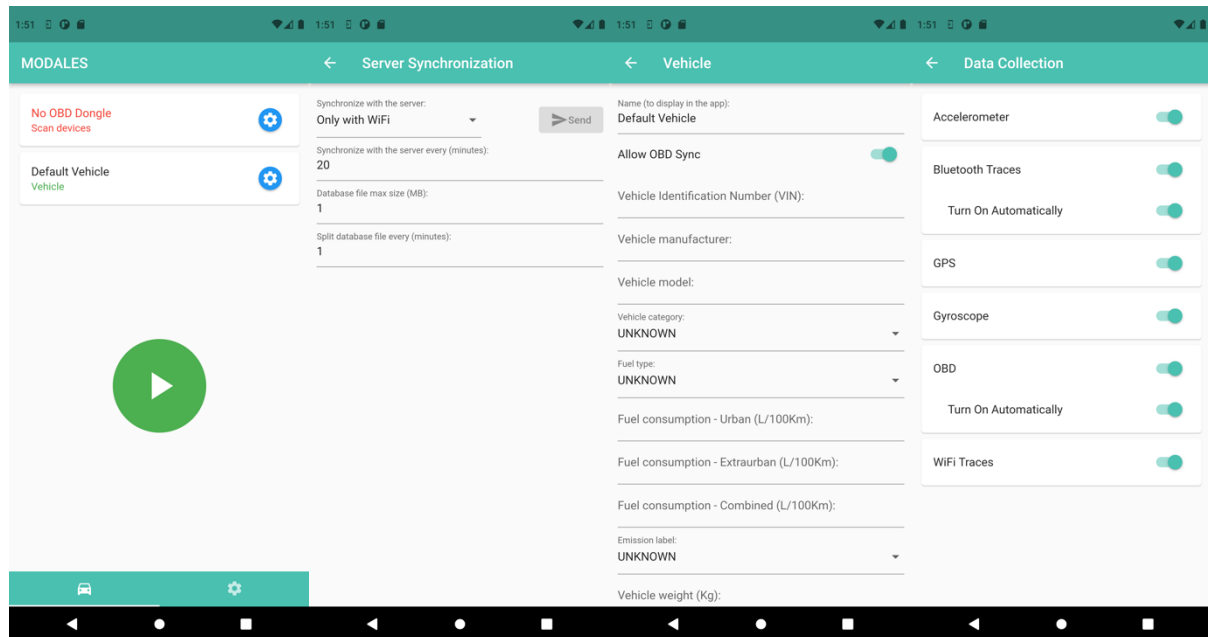 1:51
MODALES
No OBD Dongle
Scan devices
Default Vehicle
Vehicle
1:51
Server Synchronization
Synchronize with the server:
Only with WiFi
Send
Synchronize with the server every (minutes):
20
Database file max size (MB):
1
Split database file every (minutes):
1
1:51
Vehicle
Name (to display in the app):
Default Vehicle
Allow OBD Sync
Vehicle Identification Number (VIN):
Vehicle manufacturer:
Vehicle model:
Vehicle category:
UNKNOWN
Fuel type:
UNKNOWN
Fuel consumption - Urban (L/100Km):
Fuel consumption - Extraurban (L/100Km):
Fuel consumption - Combined (L/100Km):
Emission label:
UNKNOWN
Vehicle weight (Kg):
1:51
Data Collection
Accelerometer
Bluetooth Traces
Turn On Automatically
GPS
Gyroscope
OBD
Turn On Automatically
WiFi Traces